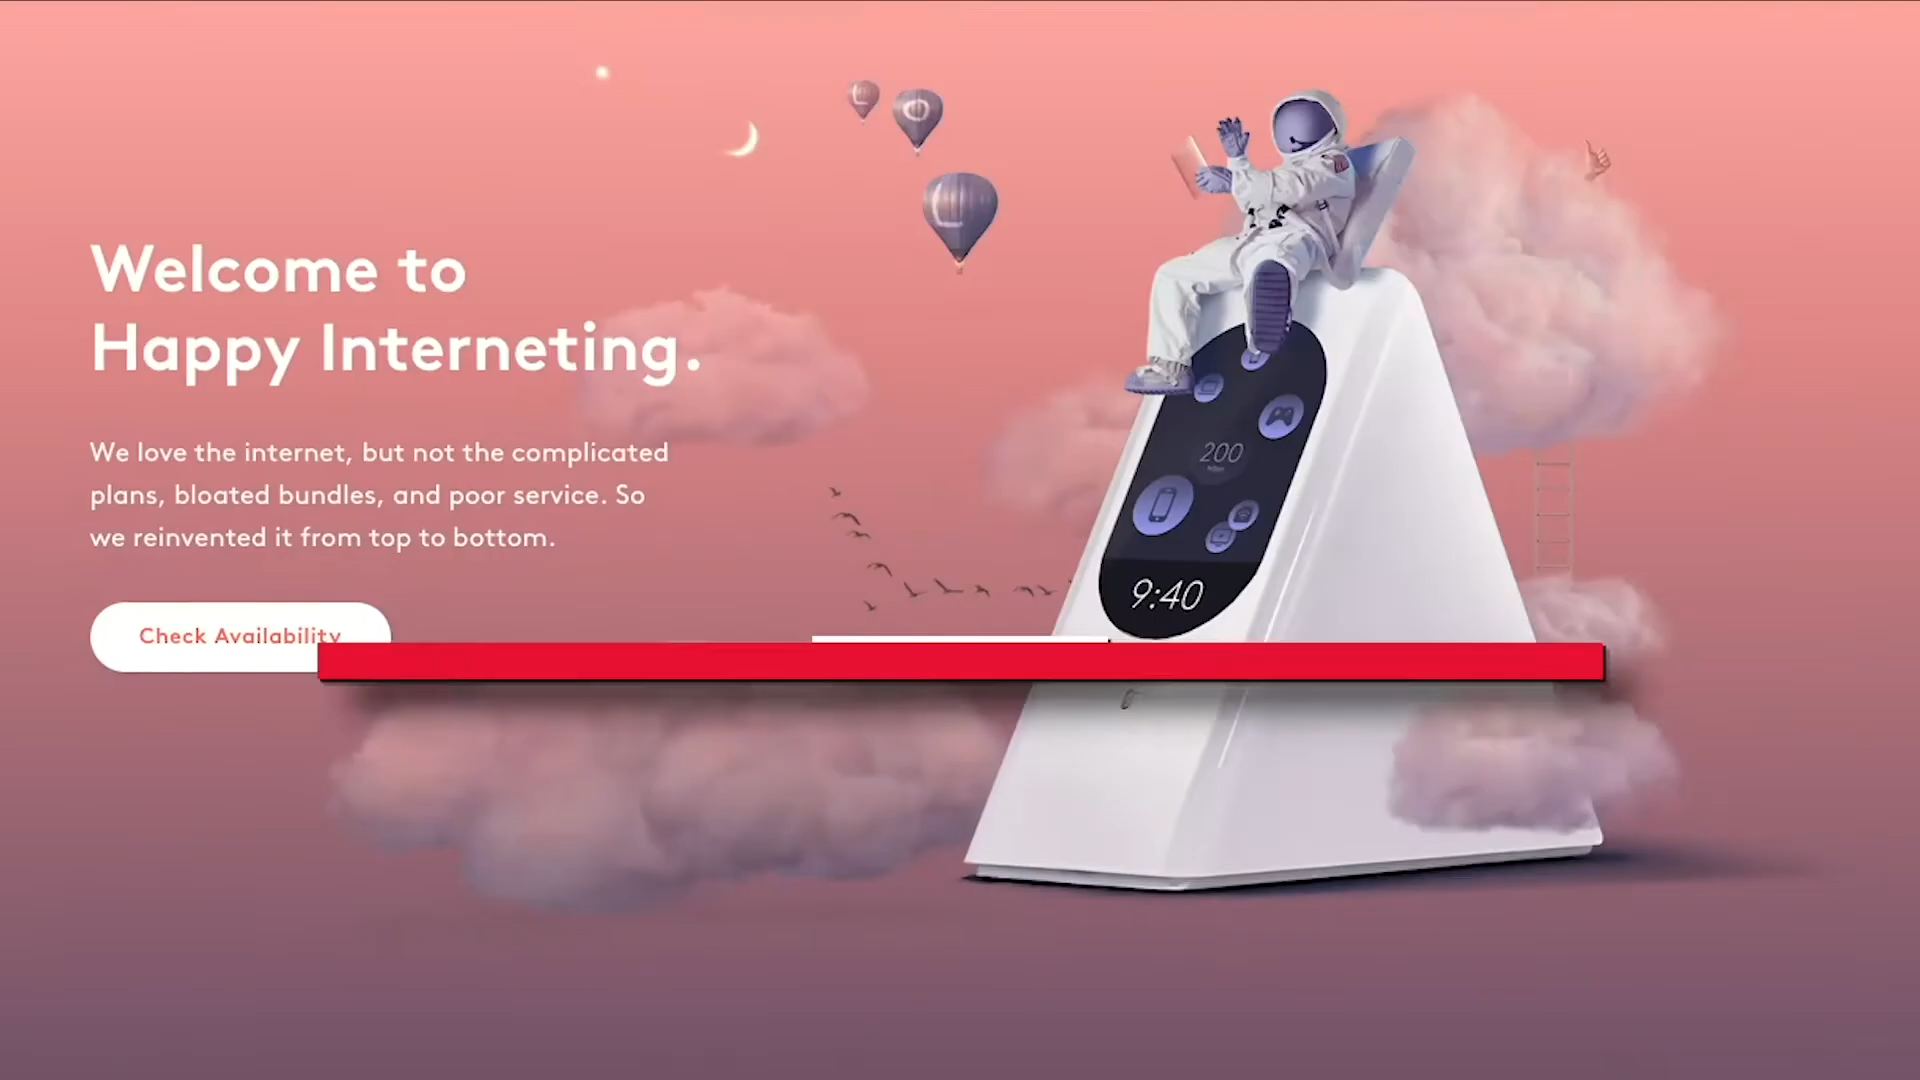 L
O
L
Welcome to
Happy Interneting.
We love the internet, but not the complicated
plans, bloated bundles, and poor service. So
we reinvented it from top to bottom.
Check Availability
200
9:40